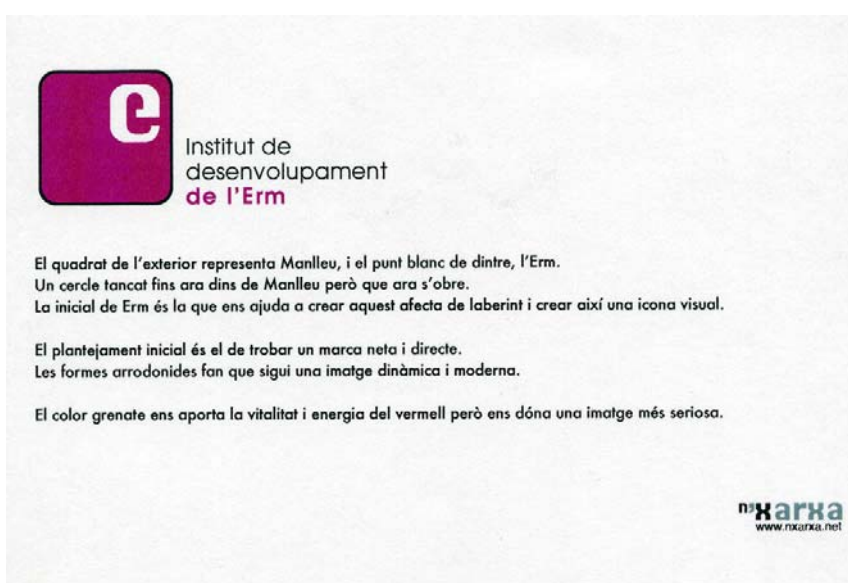 e
Institut de
desenvolupament
de l'Erm
El quadrat de l'exterior representa Manlleu, i el punt blanc de dintre, l'Erm.
Un cercle tancat fins ara dins de Manlleu però que ara s'obre.
La inicial de Erm és la que ens ajuda a crear aquest afecta de laberint i crear així una icona visual.
El plantejament inicial és el de trobar un marca neta i directe.
Les formes arrodonides fan que sigui una imatge dinàmica i moderna.
El color grenate ens aporta la vitalitat i energia del vermell però ens dóna una imatge més seriosa.
n'xarxa
www.nxarxa.net